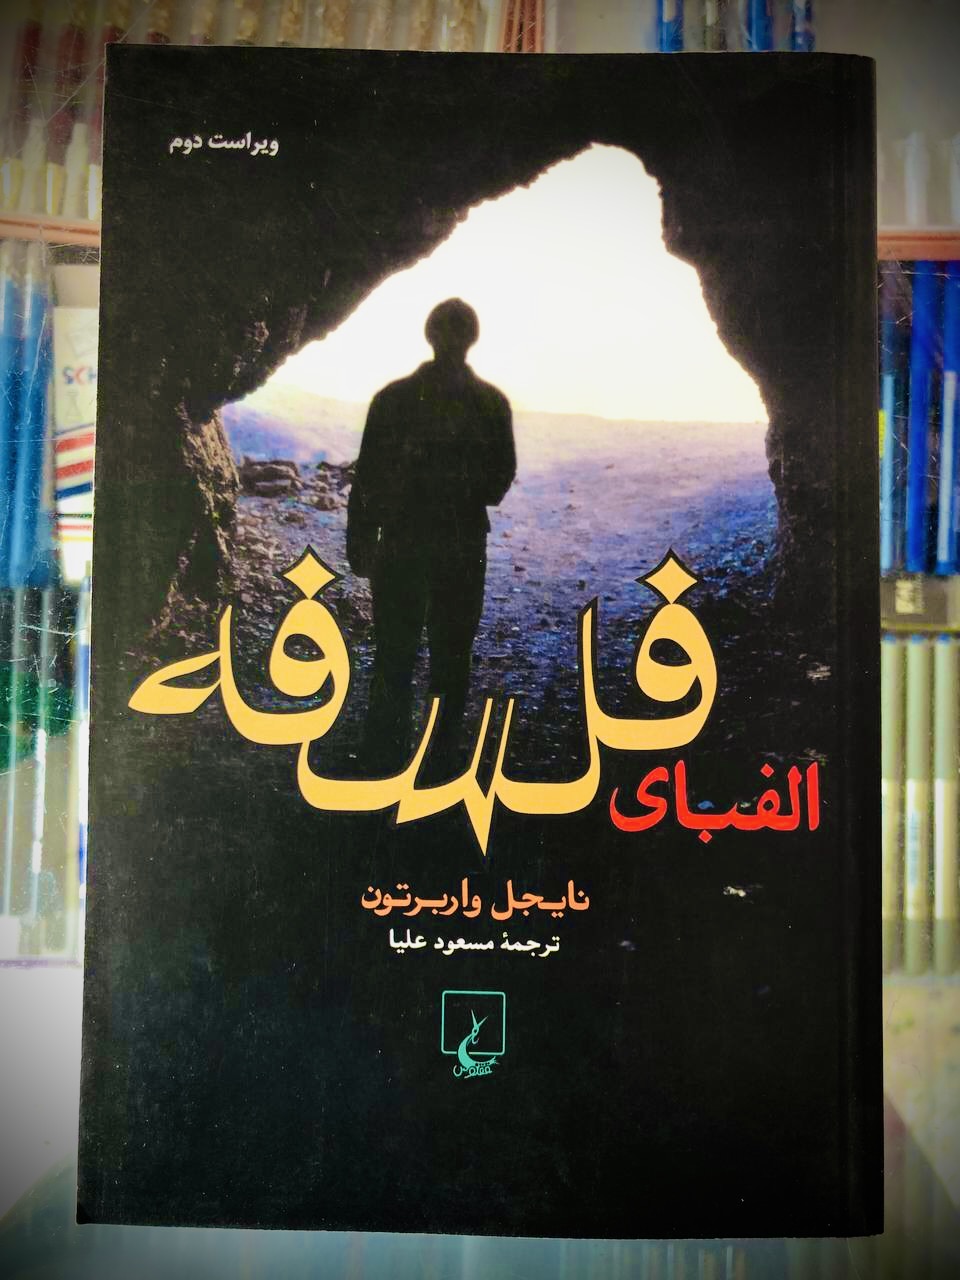 ویراست دوم
الفبای
فلسفه
نایجل واربرتون
ترجمهٔ مسعود علیا
ققنوس